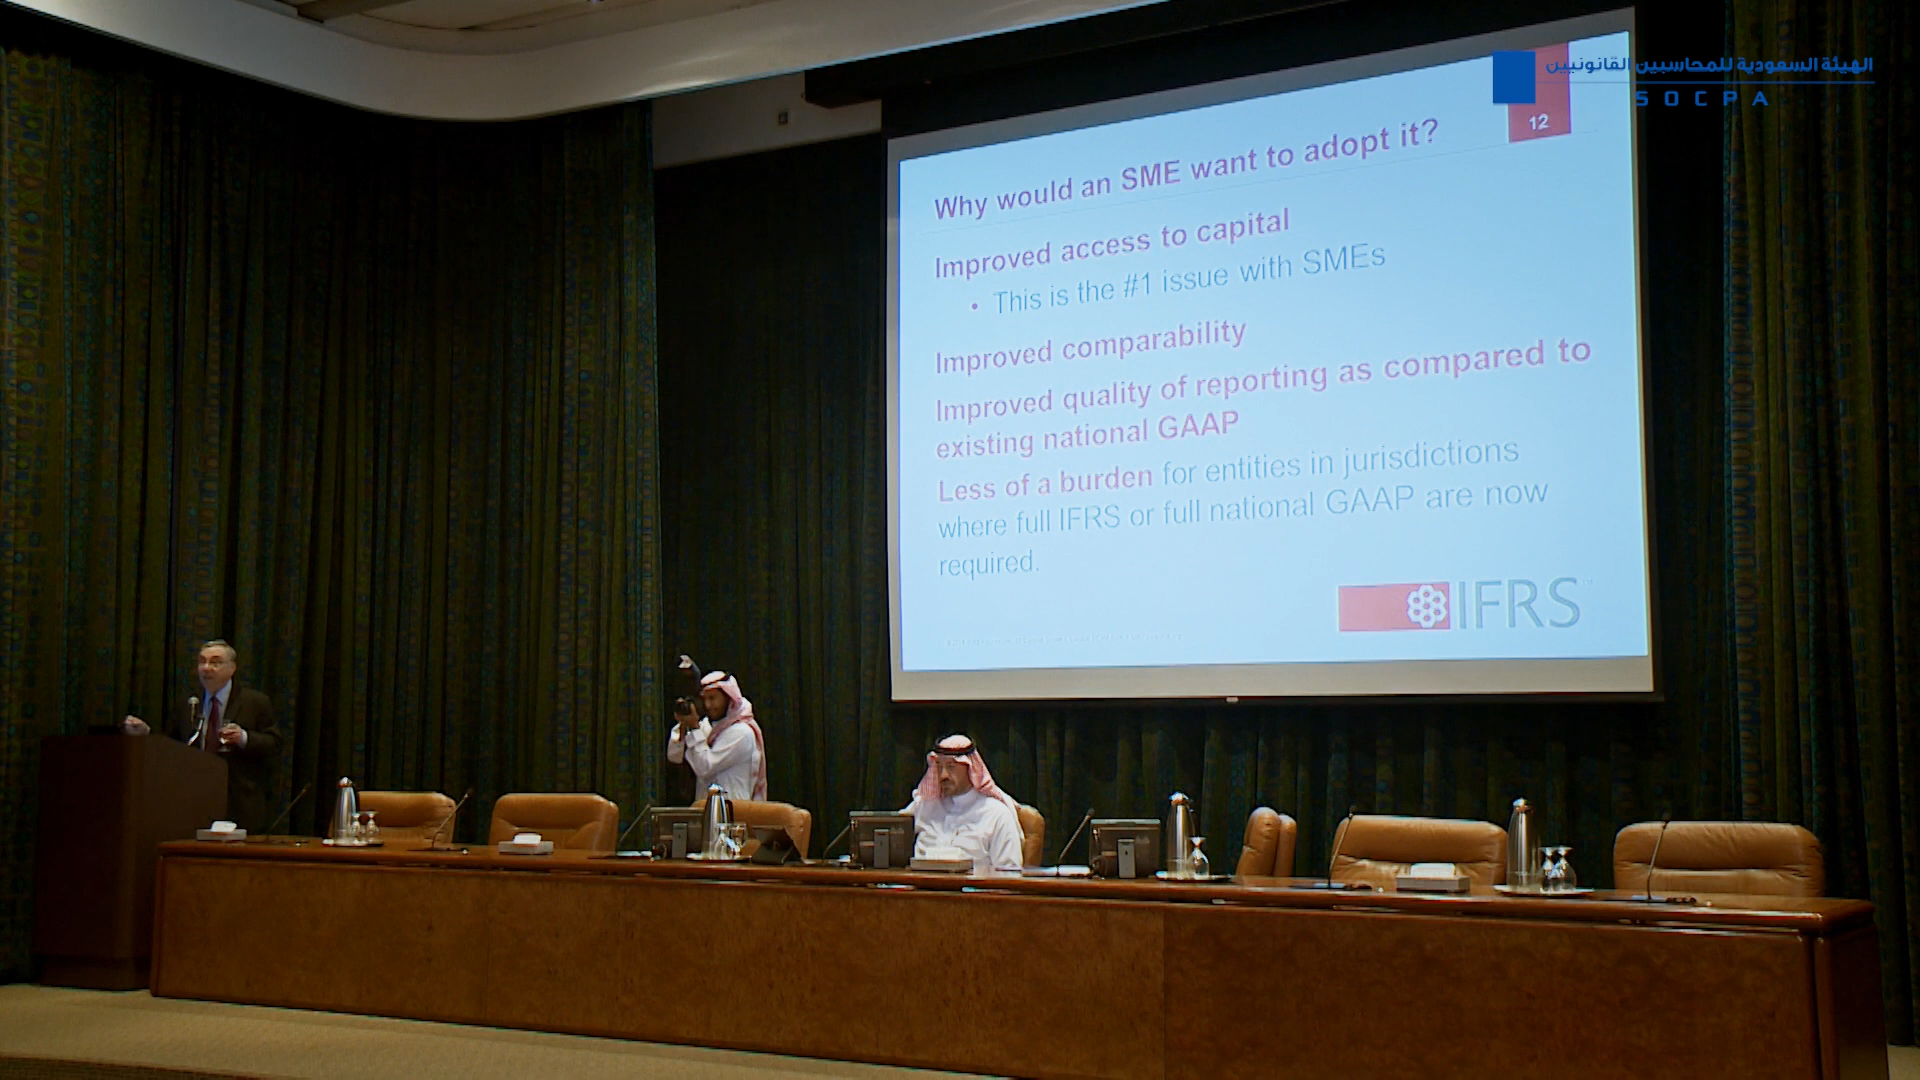 الهيئة السعودية للمحاسبين القانونيين
SOCPA
12
Why would an SME want to adopt it?
Improved access to capital
• This is the #1 issue with SMEs
Improved comparability
Improved quality of reporting as compared to
existing national GAAP
Less of a burden for entities in jurisdictions
where full IFRS or full national GAAP are now
required.
IFRS